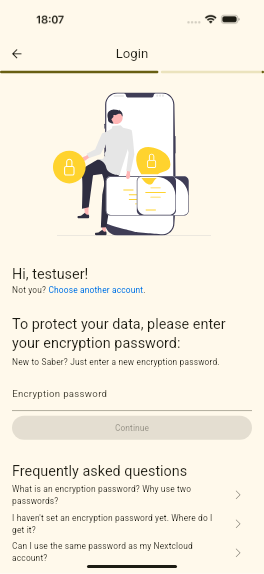 18:07
Login
Hi, testuser!
Not you? Choose another account.
To protect your data, please enter
your encryption password:
New to Saber? Just enter a new encryption password.
Encryption password
Continue
Frequently asked questions
What is an encryption password? Why use two
passwords?
I haven't set an encryption password yet. Where do I
get it?
Can I use the same password as my Nextcloud
account?